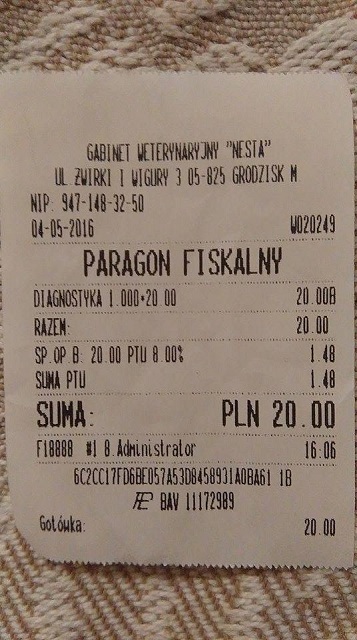 GABINET WETERYNARYJNY "NESTA"
UL.ŻWIRKI I WIGURY 3 05-825 GRODZISK M
NIP: 947-148-32-50
04-05-2016 W020249
PARAGON FISKALNY
DIAGNOSTYKA 1.000*20.00 20.00B
RAZEM: 20.00
SP.OP.B: 20.00 PTU 8.00% 1.48
SUMA PTU 1.48
SUMA: PLN 20.00
F18888 #1 8.Administrator 16:06
6C2CC17FD6BE057A53D8458931A0BA61 1B
BAV 11172989
Gotówka: 20.00